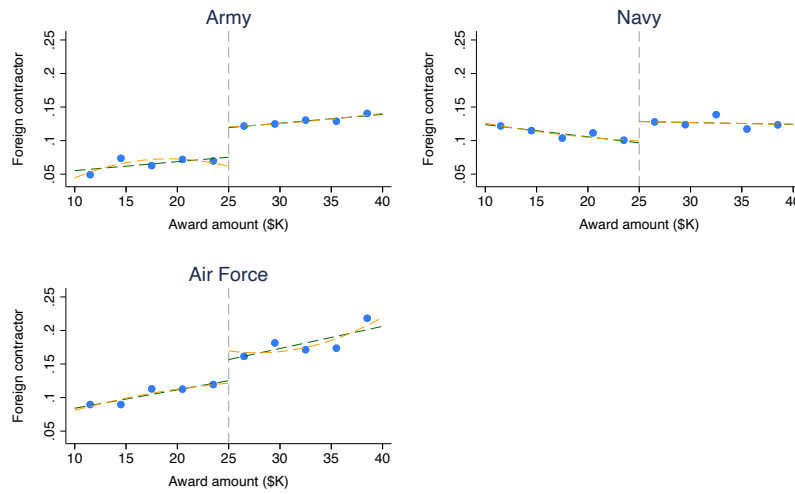 Army
Foreign contractor
.05 .1 .15 .2 .25
10 15 20 25 30 35 40
Award amount ($K)
Navy
Foreign contractor
.05 .1 .15 .2 .25
10 15 20 25 30 35 40
Award amount ($K)
Air Force
Foreign contractor
.05 .1 .15 .2 .25
10 15 20 25 30 35 40
Award amount ($K)